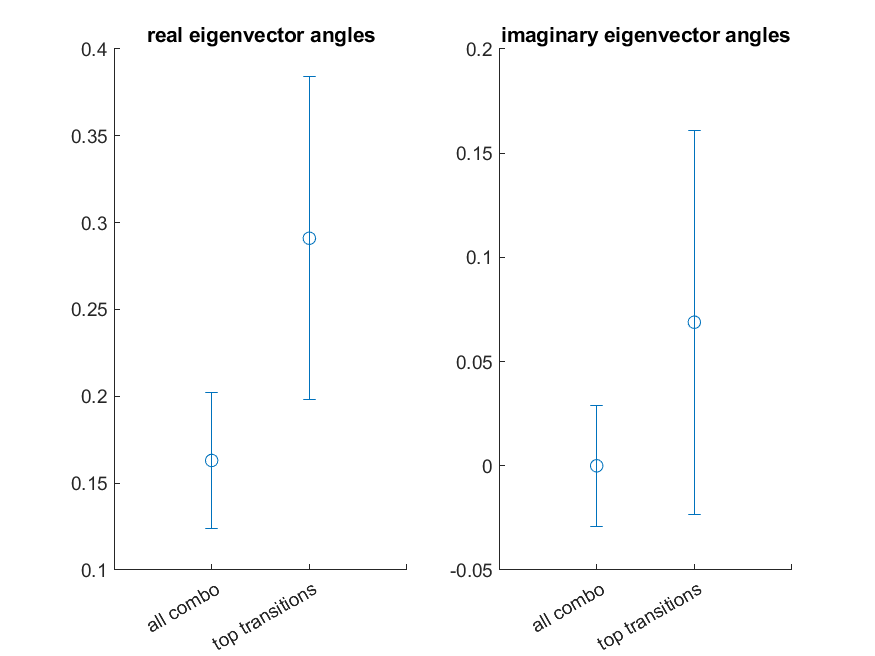 real eigenvector angles
0.4
0.35
0.3
0.25
0.2
0.15
0.1
all combo
top transitions
imaginary eigenvector angles
0.2
0.15
0.1
0.05
0
-0.05
all combo
top transitions